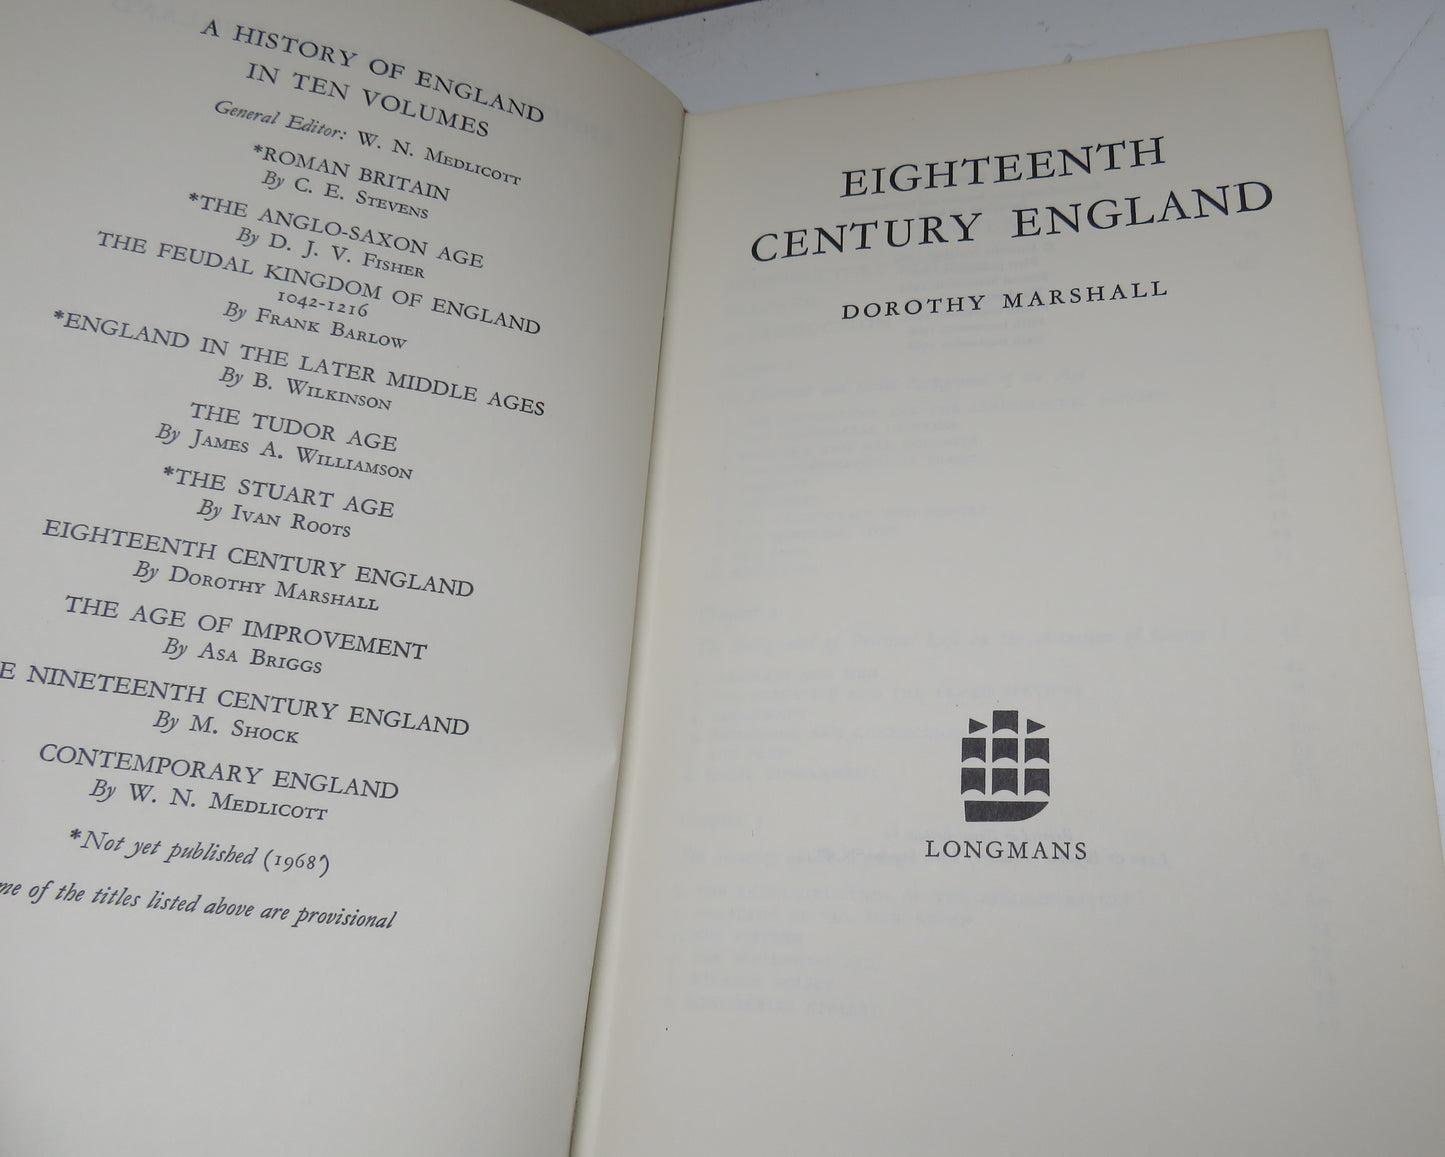 A HISTORY OF ENGLAND
IN TEN VOLUMES
General Editor: W. N. MEDLICOTT
*ROMAN BRITAIN
By C. E. STEVENS
*THE ANGLO-SAXON AGE
By D. J. V. FISHER
THE FEUDAL KINGDOM OF ENGLAND
1042-1216
By FRANK BARLOW
*ENGLAND IN THE LATER MIDDLE AGES
By B. WILKINSON
THE TUDOR AGE
By JAMES A. WILLIAMSON
*THE STUART AGE
By IVAN ROOTS
EIGHTEENTH CENTURY ENGLAND
By DOROTHY MARSHALL
THE AGE OF IMPROVEMENT
By ASA BRIGGS
E NINETEENTH CENTURY ENGLAND
By M. SHOCK
CONTEMPORARY ENGLAND
By W. N. MEDLICOTT
*Not yet published (1968)
me of the titles listed above are provisional
EIGHTEENTH
CENTURY ENGLAND
DOROTHY MARSHALL
LONGMANS